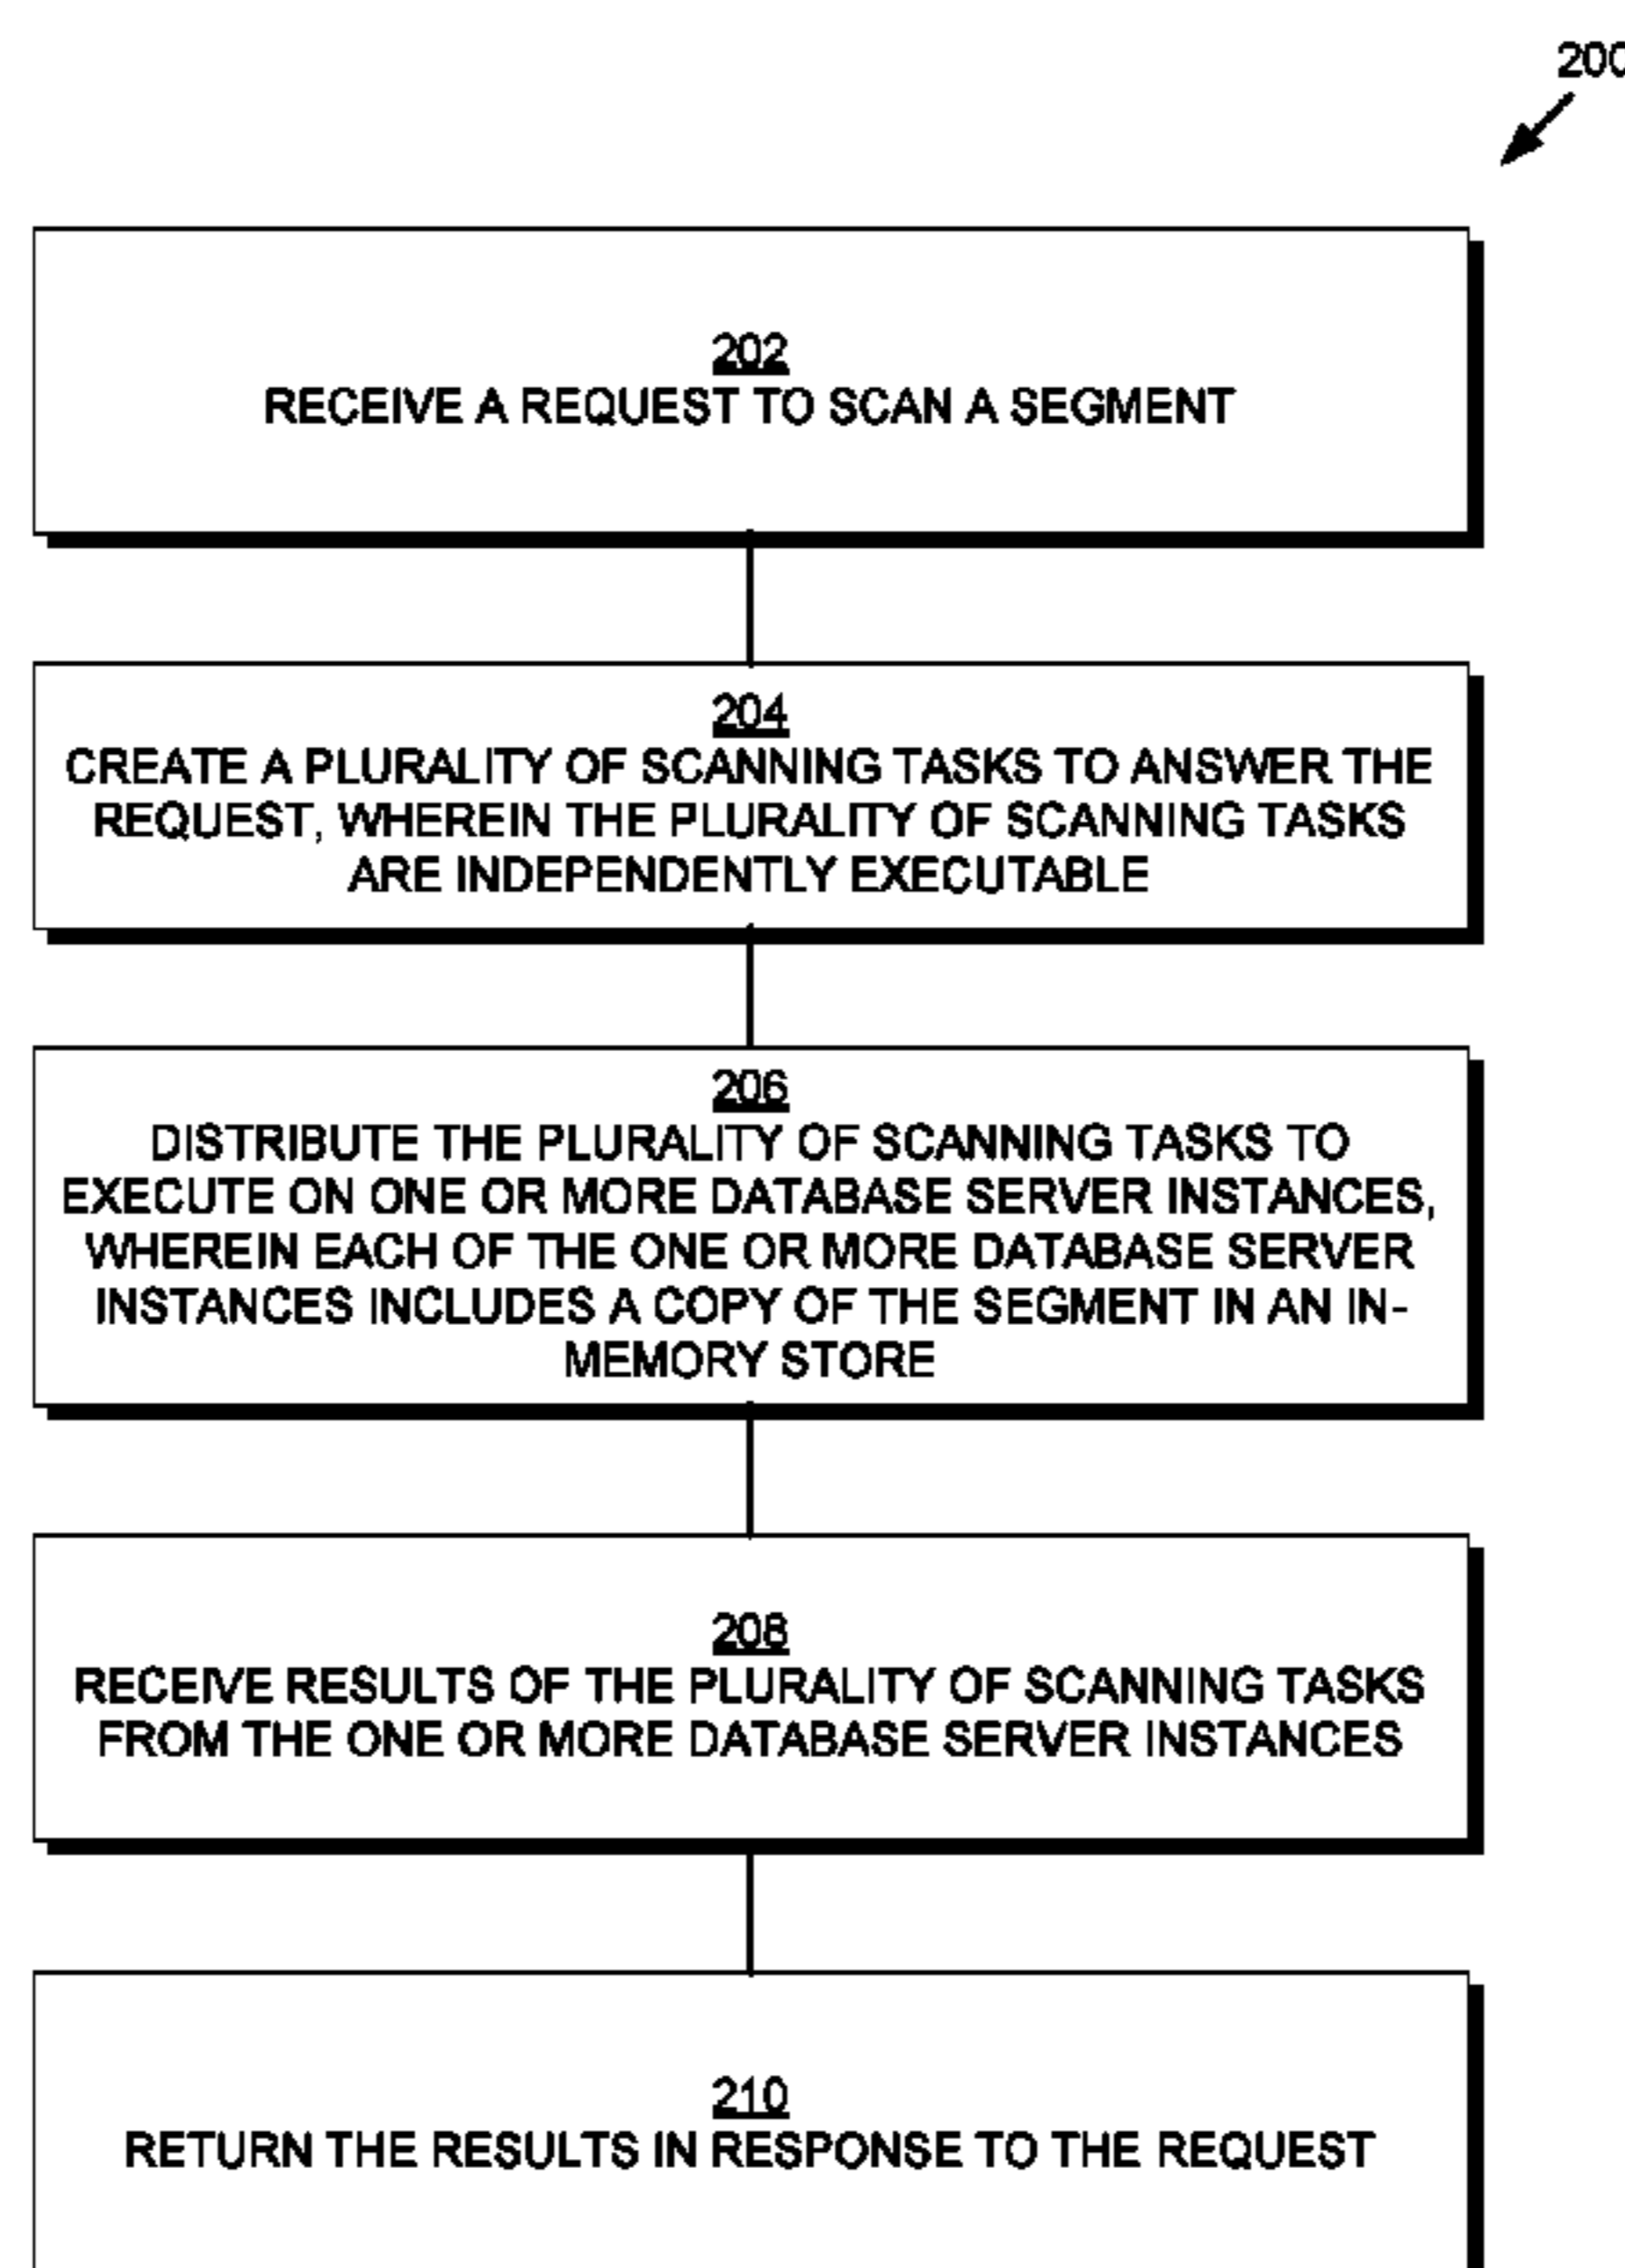 200
202
RECEIVE A REQUEST TO SCAN A SEGMENT
204
CREATE A PLURALITY OF SCANNING TASKS TO ANSWER THE
REQUEST, WHEREIN THE PLURALITY OF SCANNING TASKS
ARE INDEPENDENTLY EXECUTABLE
206
DISTRIBUTE THE PLURALITY OF SCANNING TASKS TO
EXECUTE ON ONE OR MORE DATABASE SERVER INSTANCES,
WHEREIN EACH OF THE ONE OR MORE DATABASE SERVER
INSTANCES INCLUDES A COPY OF THE SEGMENT IN AN IN-
MEMORY STORE
208
RECEIVE RESULTS OF THE PLURALITY OF SCANNING TASKS
FROM THE ONE OR MORE DATABASE SERVER INSTANCES
210
RETURN THE RESULTS IN RESPONSE TO THE REQUEST